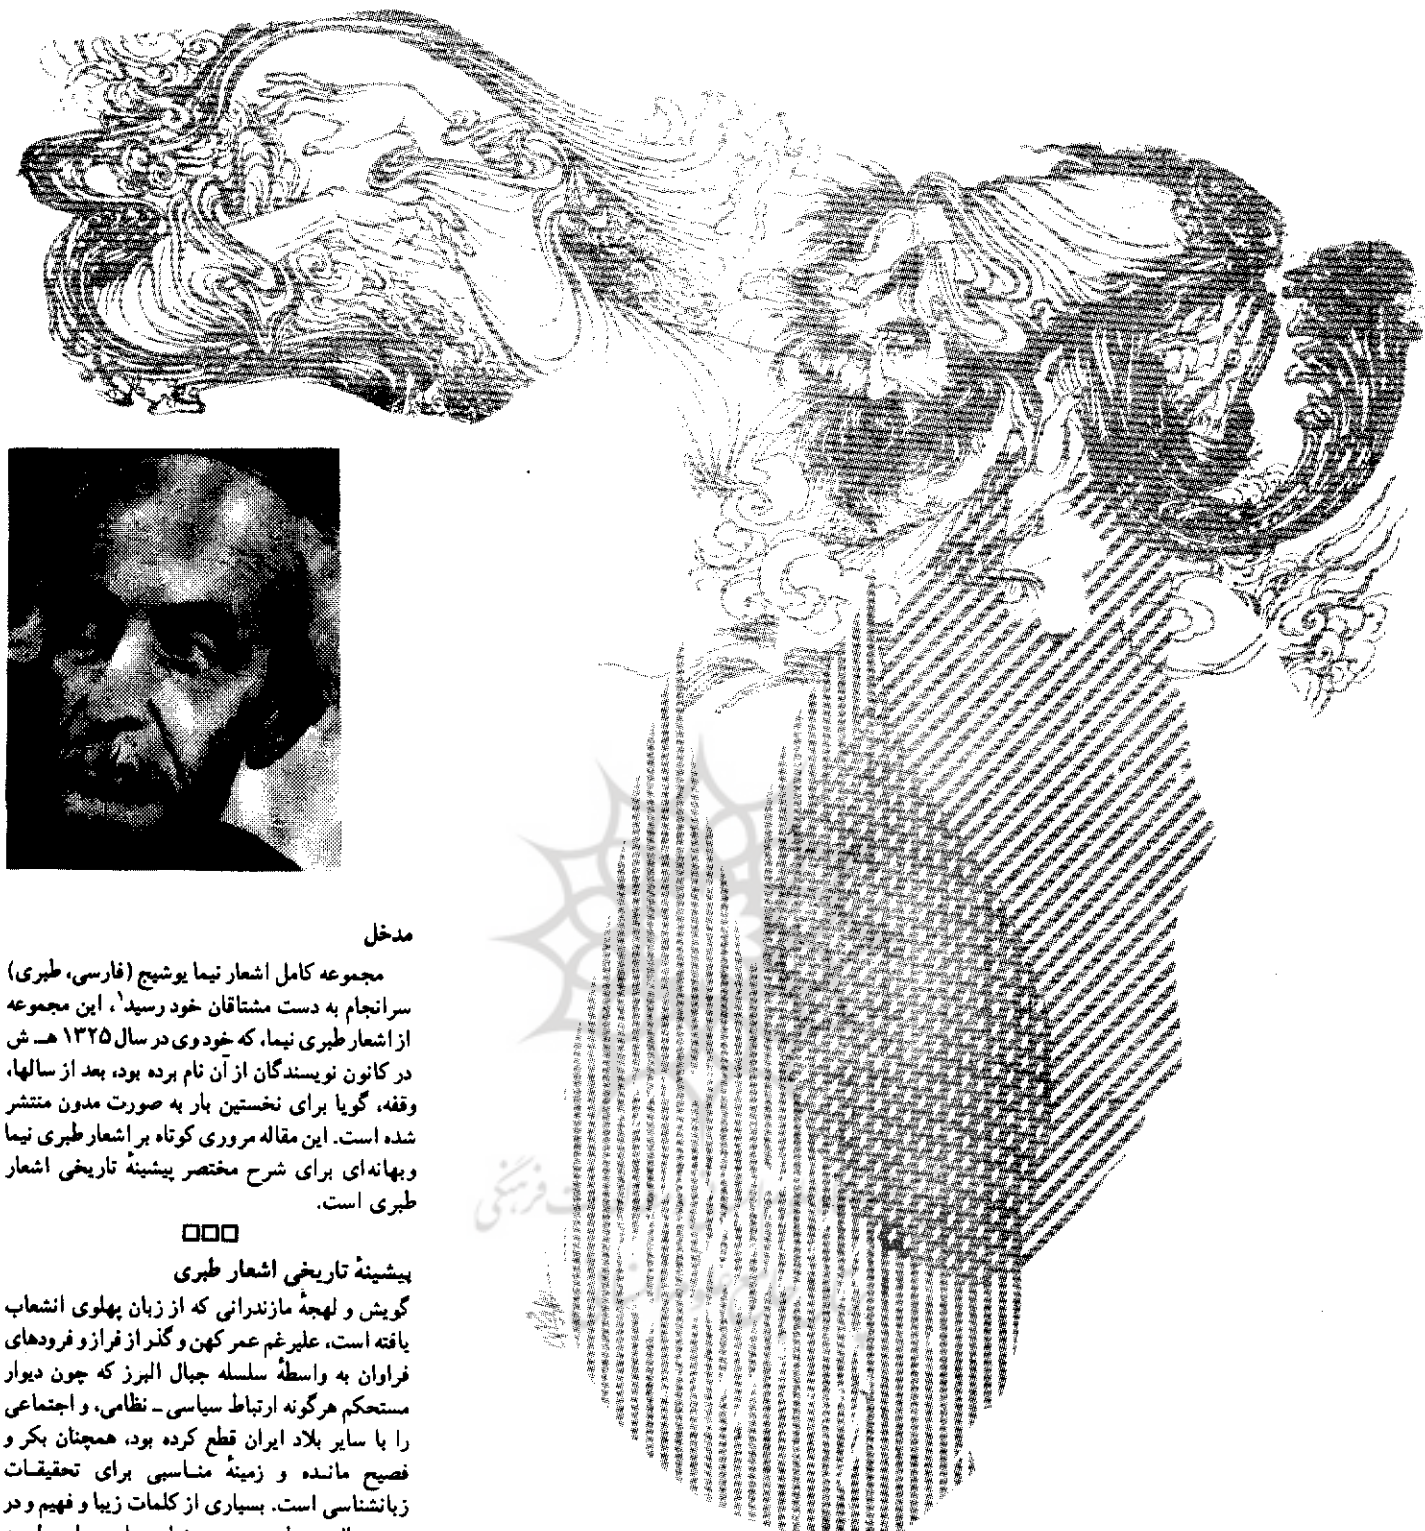 مدخل
مجموعه کامل اشعار نیما یوشیج (فارسی، طبری)
سرانجام به دست مشتاقان خود رسید۱، این مجموعه
از اشعار طبری نیما، که خود وی در سال ۱۳۲۵ هـ ش
در کانون نویسندگان از آن نام برده بود، بعد از سالها،
وقفه، گویا برای نخستین بار به صورت مدون منتشر
شده است. این مقاله مروری کوتاه بر اشعار طبری نیما
وبهانه‌ای برای شرح مختصر پیشینهٔ تاریخی اشعار
طبری است.
پیشینهٔ تاریخی اشعار طبری
گویش و لهجهٔ مازندرانی که از زبان پهلوی انشعاب
یافته است، علیرغم عمر کهن و گذر از فراز و فرودهای
فراوان به واسطهٔ سلسله جبال البرز که چون دیوار
مستحکم هرگونه ارتباط سیاسی ـ نظامی، و اجتماعی
را با سایر بلاد ایران قطع کرده بود، همچنان بکر و
فصیح مانده و زمینهٔ مناسبی برای تحقیقات
زبانشناسی است. بسیاری از کلمات زیبا و فهیم و در